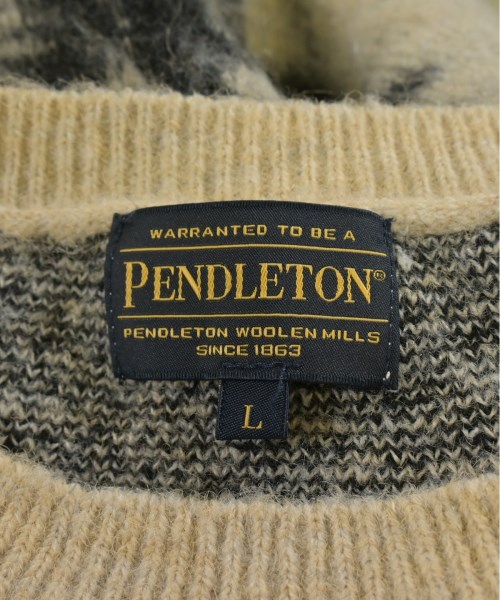 WARRANTED TO BE A
PENDLETON®
PENDLETON WOOLEN MILLS
SINCE 1863
L